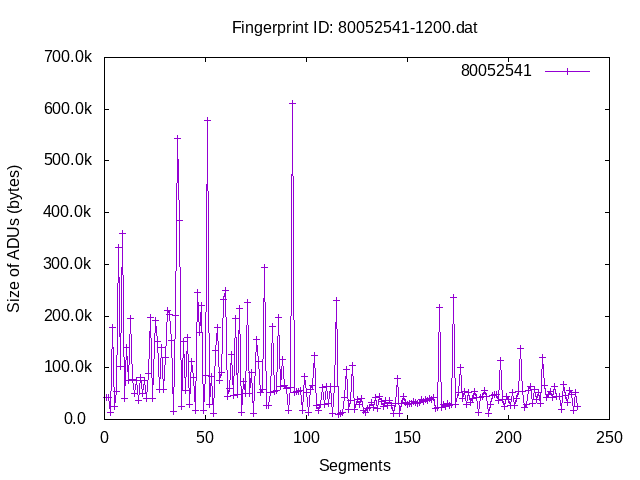 Fingerprint ID: 80052541-1200.dat
80052541
700.0k
600.0k
500.0k
400.0k
300.0k
200.0k
100.0k
0.0
Size of ADUs (bytes)
0 50 100 150 200 250
Segments